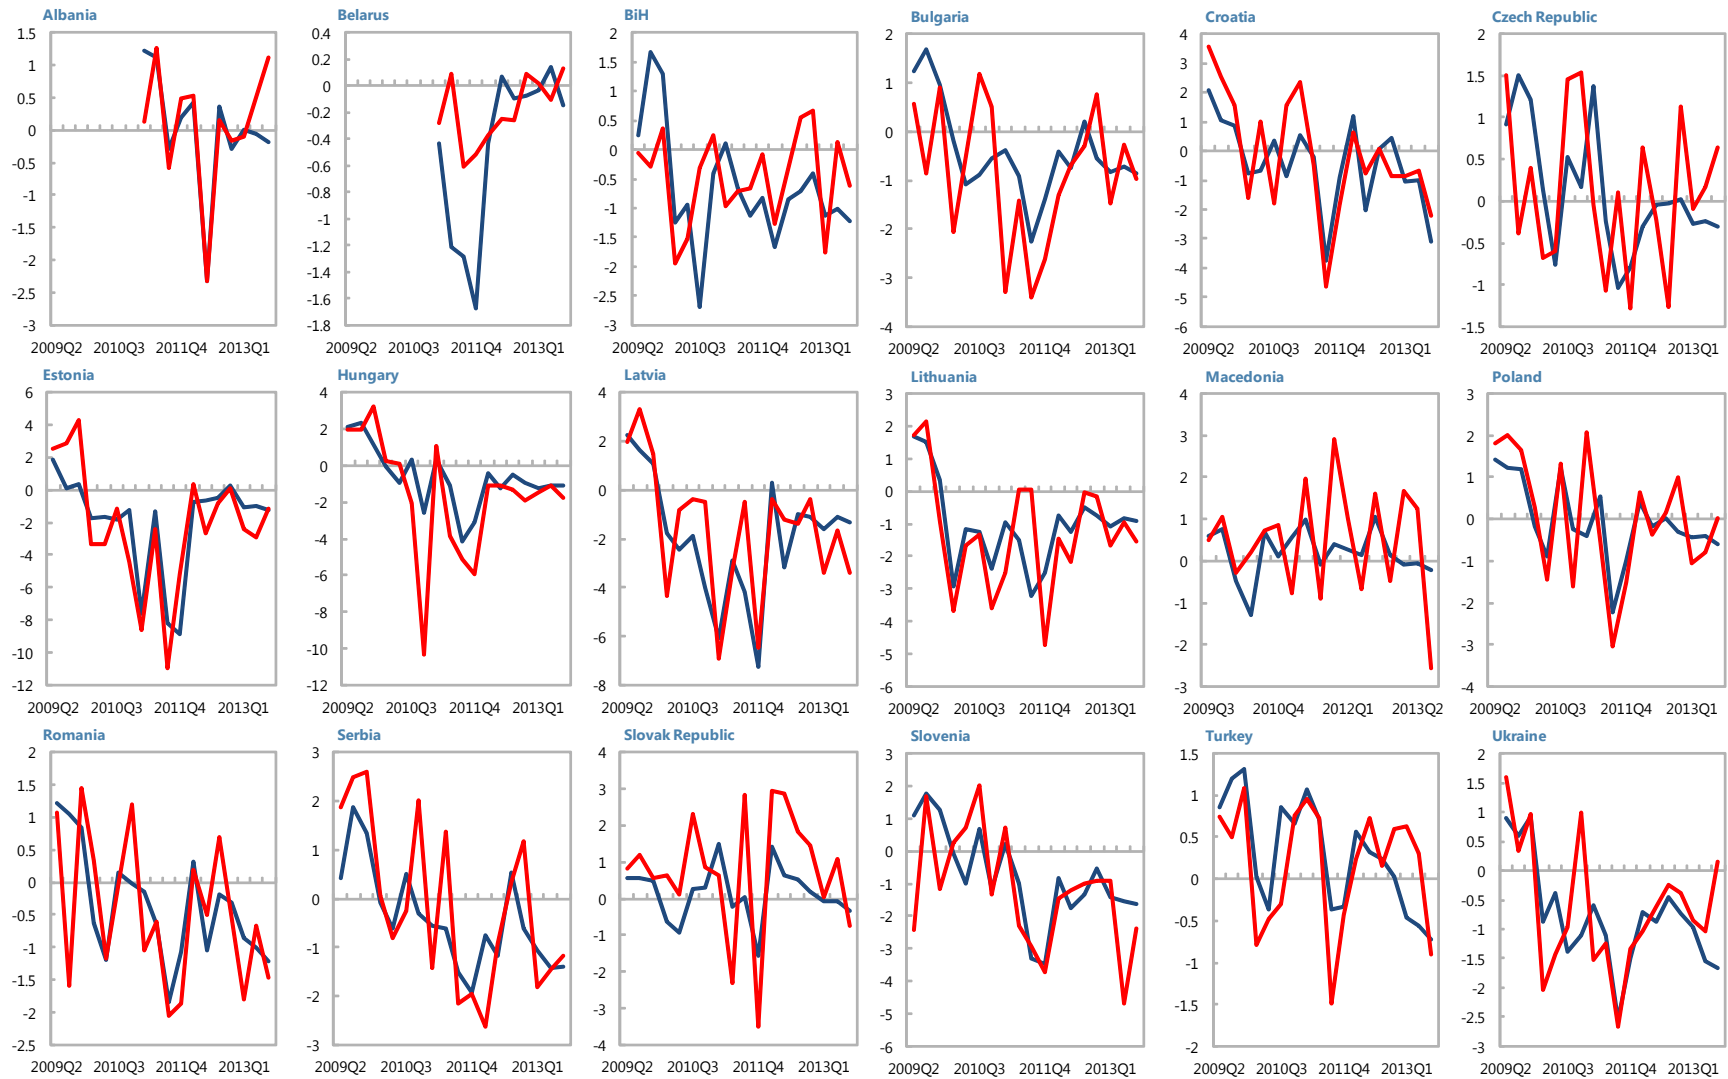 Albania Belarus BiH Bulgaria Croatia Czech Republic
1.5 0.4 2 2 4 2
1 0.2 1.5 1 3 1.5
0.5 0 1 0 2 1
0 -0.2 0.5 -1 1 0.5
-0.5 -0.4 0 -2 0 0
-1 -0.6 -0.5 -3 -1 -0.5
-1.5 -0.8 -1 -4 -2 -1
-2 -1 -1.5 -3 -1.5
-2.5 -1.2 -2 -4
-3 -1.4 -2.5 -5
-1.6 -3 -6
-1.8
2009Q2 2010Q3 2011Q4 2013Q1 2009Q2 2010Q3 2011Q4 2013Q1 2009Q2 2010Q3 2011Q4 2013Q1 2009Q2 2010Q3 2011Q4 2013Q1 2009Q2 2010Q3 2011Q4 2013Q1 2009Q2 2010Q3 2011Q4 2013Q1
Estonia Hungary Latvia Lithuania Macedonia Poland
6 4 4 3 4 3
4 2 2 2 3 2
2 0 0 1 2 1
0 -2 -2 0 1 0
-2 -4 -4 -1 0 -1
-4 -6 -6 -2 -1 -2
-6 -8 -8 -3 -2 -3
-8 -10 -4 -3 -4
-10 -12 -5
-12 -6
2009Q2 2010Q3 2011Q4 2013Q1 2009Q2 2010Q3 2011Q4 2013Q1 2009Q2 2010Q3 2011Q4 2013Q1 2009Q2 2010Q3 2011Q4 2013Q1 2009Q3 2010Q4 2012Q1 2013Q2 2009Q2 2010Q3 2011Q4 2013Q1
Romania Serbia Slovak Republic Slovenia Turkey Ukraine
2 3 4 3 1.5 2
1.5 2 3 2 1 1.5
1 1 2 1 0.5 1
0.5 0 1 0 0 0.5
0 -1 0 -1 -0.5 0
-0.5 -2 -1 -2 -1 -0.5
-1 -3 -2 -3 -1.5 -1
-1.5 -3 -4 -2 -1.5
-2 -4 -5 -2
-2.5 -6 -2.5
-3
2009Q2 2010Q3 2011Q4 2013Q1 2009Q2 2010Q3 2011Q4 2013Q1 2009Q2 2010Q3 2011Q4 2013Q1 2009Q2 2010Q3 2011Q4 2013Q1 2009Q2 2010Q3 2011Q4 2013Q1 2009Q2 2010Q3 2011Q4 2013Q1